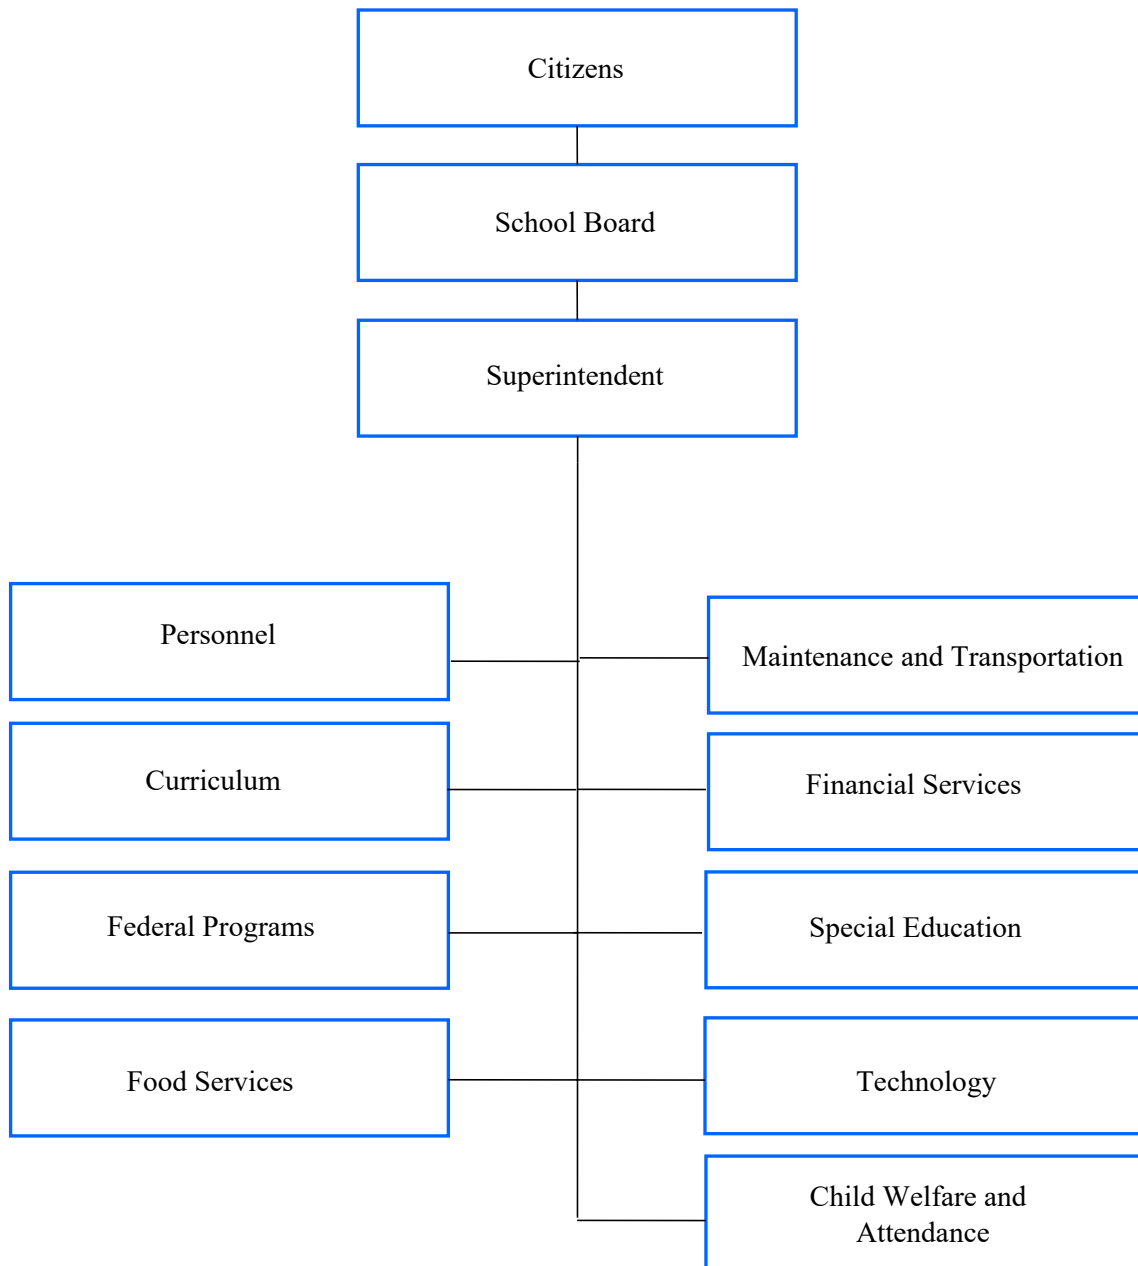 Citizens
School Board
Superintendent
Personnel
Maintenance and Transportation
Curriculum
Financial Services
Federal Programs
Special Education
Food Services
Technology
Child Welfare and
Attendance